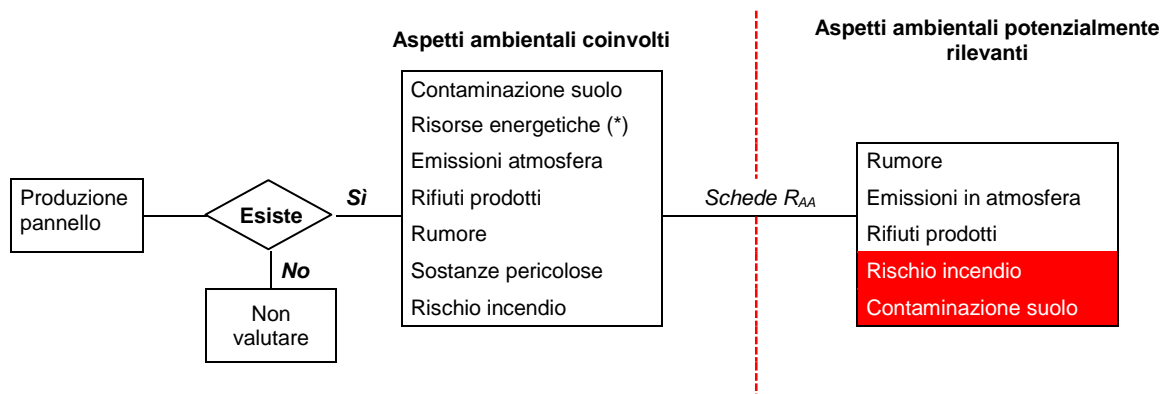 Aspetti ambientali coinvolti
Aspetti ambientali potenzialmente
rilevanti
Produzione
pannello
Esiste
Sì
No
Non
valutare
Contaminazione suolo
Risorse energetiche (*)
Emissioni atmosfera
Rifiuti prodotti
Rumore
Sostanze pericolose
Rischio incendio
Schede RAA
Rumore
Emissioni in atmosfera
Rifiuti prodotti
Rischio incendio
Contaminazione suolo